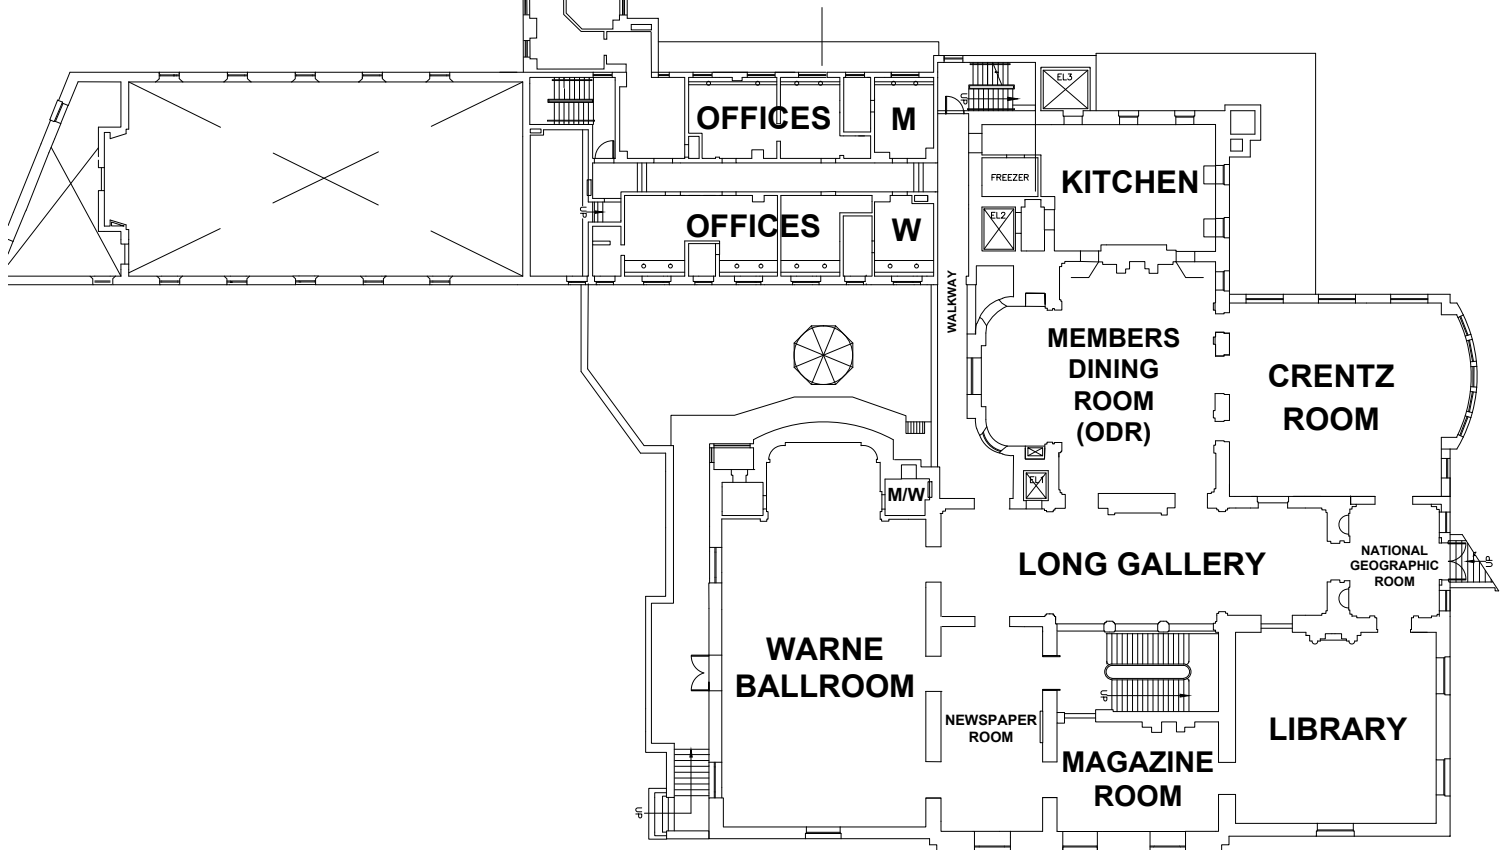 EL3
UP
OFFICES
M
FREEZER
KITCHEN
UP
OFFICES
W
EL2
WALKWAY
MEMBERS
DINING
ROOM
(ODR)
CRENTZ
ROOM
EL1
M/W
LONG GALLERY
NATIONAL
GEOGRAPHIC
ROOM
UP
WARNE
BALLROOM
UP
NEWSPAPER
ROOM
MAGAZINE
ROOM
LIBRARY
UP